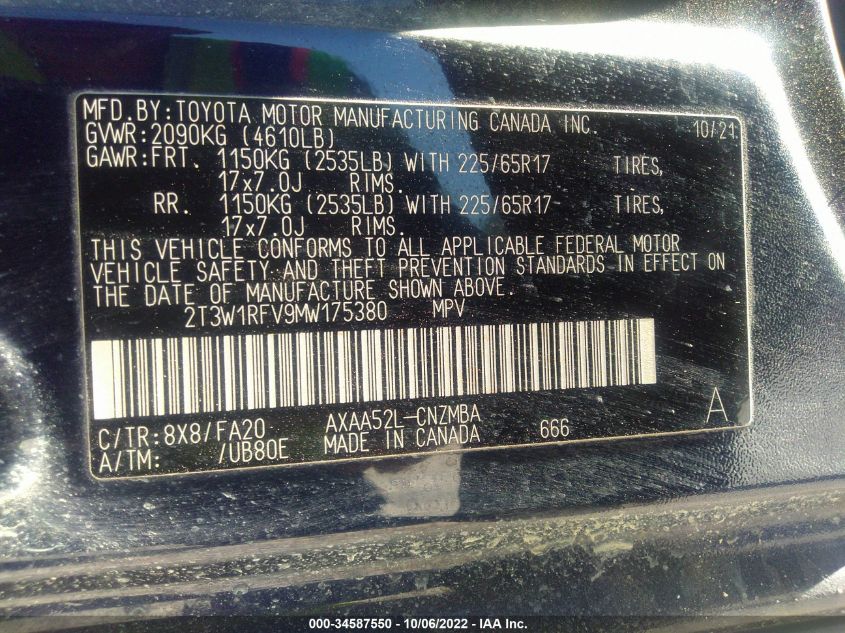 MFD.BY:TOYOTA MOTOR MANUFACTURING CANADA INC. 10/21
GVWR:2090KG (4610LB)
GAWR:FRT. 1150KG (2535LB) WITH 225/65R17 TIRES,
17x7.0J RIMS.
RR. 1150KG (2535LB) WITH 225/65R17 TIRES,
17x7.0J RIMS.
THIS VEHICLE CONFORMS TO ALL APPLICABLE FEDERAL MOTOR
VEHICLE SAFETY AND THEFT PREVENTION STANDARDS IN EFFECT ON
THE DATE OF MANUFACTURE SHOWN ABOVE.
2T3W1RFV9MW175380 MPV
C/TR:8X8/FA20 AXAA52L-CNZMBA A
A/TM: /UB80E MADE IN CANADA 666
000-34587550 - 10/06/2022 - IAA Inc.